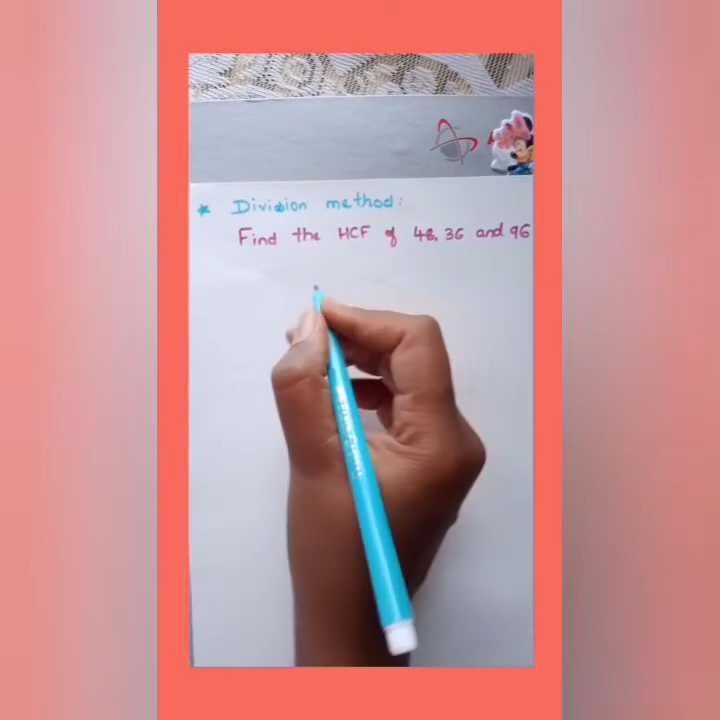 ★ Division method:
Find the HCF of 48, 36 and 96